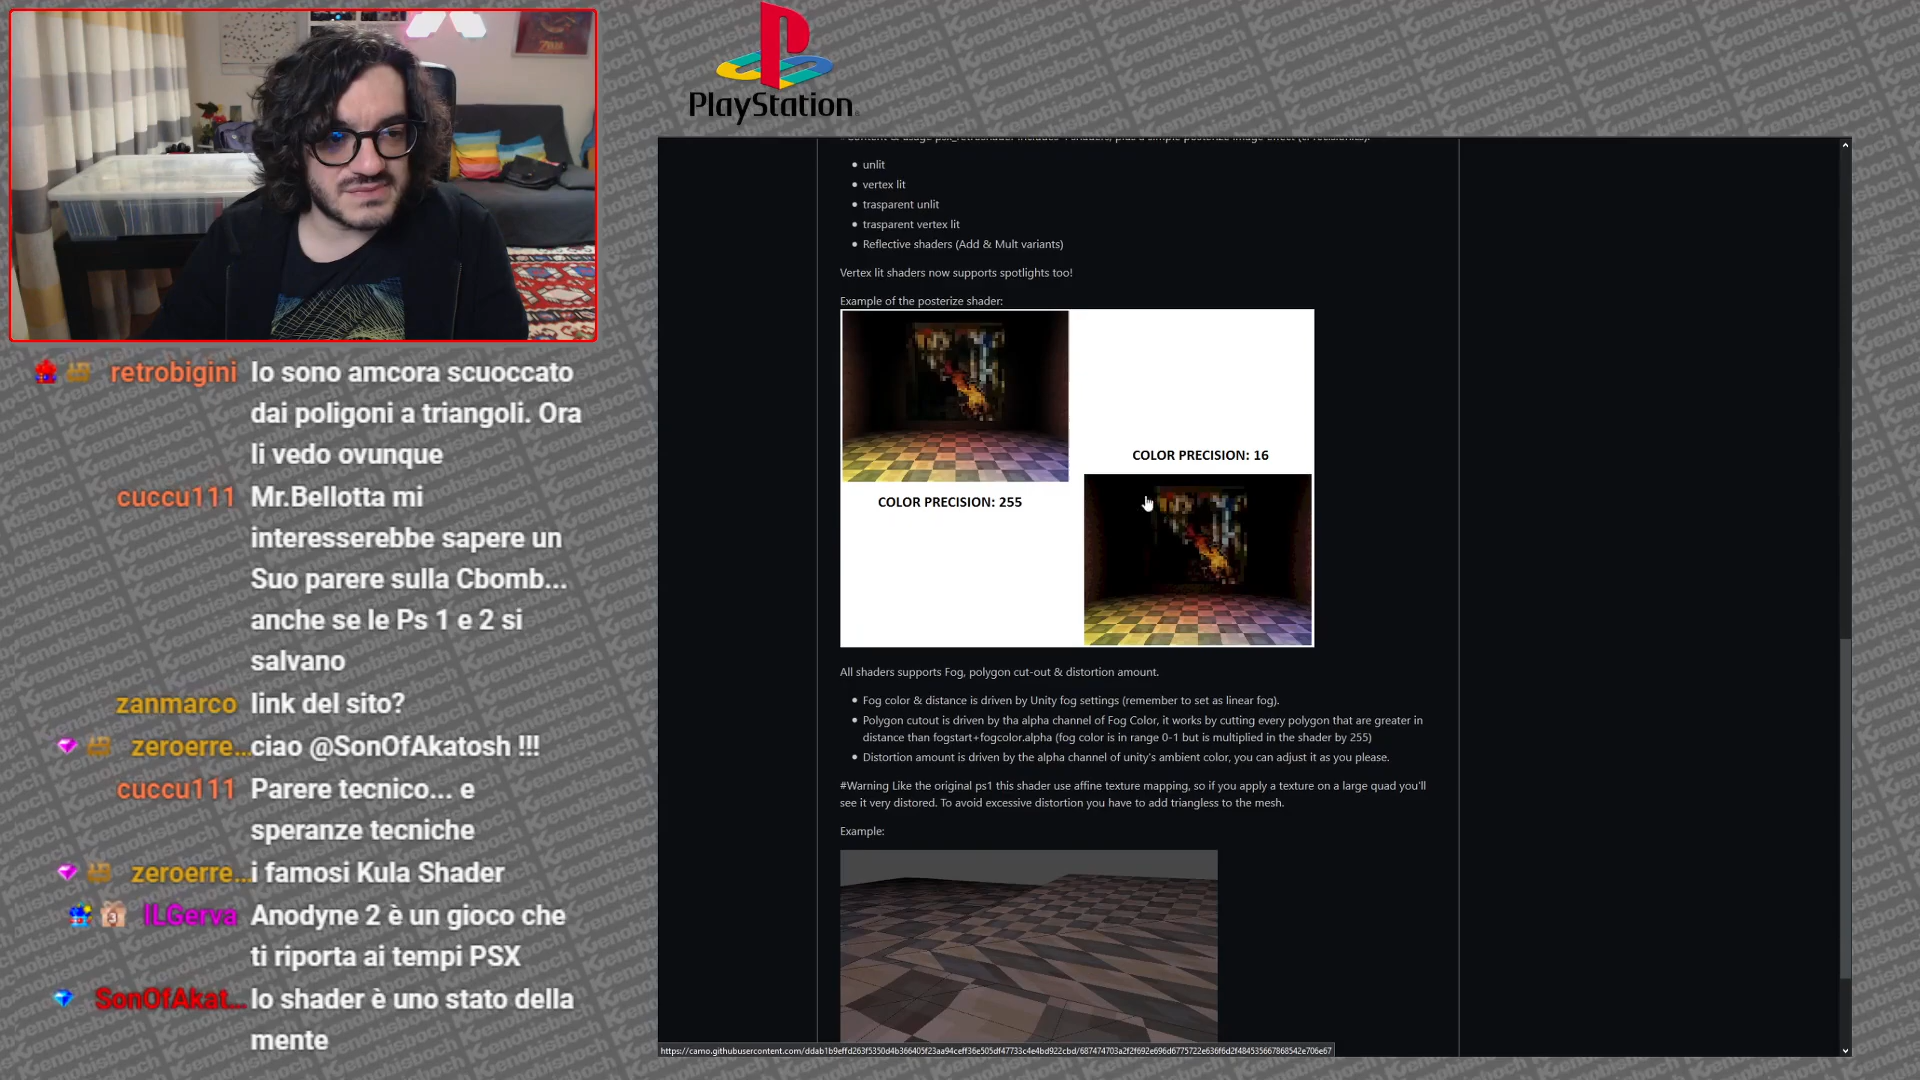 PlayStation
retrobigini Io sono amcora scuoccato
dai poligoni a triangoli. Ora
li vedo ovunque
cuccu111 Mr.Bellotta mi
interesserebbe sapere un
Suo parere sulla Cbomb...
anche se le Ps 1 e 2 si
salvano
zanmarco link del sito?
zeroerre... ciao @SonOfAkatosh !!!
cuccu111 Parere tecnico... e
speranze tecniche
zeroerre... i famosi Kula Shader
ILGerva Anodyne 2 è un gioco che
ti riporta ai tempi PSX
SonOfAkat... lo shader è uno stato della
mente
unlit
vertex lit
trasparent unlit
trasparent vertex lit
Reflective shaders (Add & Mult variants)
Vertex lit shaders now supports spotlights too!
Example of the posterize shader:
COLOR PRECISION: 16
COLOR PRECISION: 255
All shaders supports Fog, polygon cut-out & distortion amount.
Fog color & distance is driven by Unity fog settings (remember to set as linear fog).
Polygon cutout is driven by tha alpha channel of Fog Color, it works by cutting every polygon that are greater in
distance than fogstart+fogcolor.alpha (fog color is in range 0-1 but is multiplied in the shader by 255)
Distortion amount is driven by the alpha channel of unity's ambient color, you can adjust it as you please.
#Warning Like the original ps1 this shader use affine texture mapping, so if you apply a texture on a large quad you'll
see it very distored. To avoid excessive distortion you have to add triangless to the mesh.
Example: